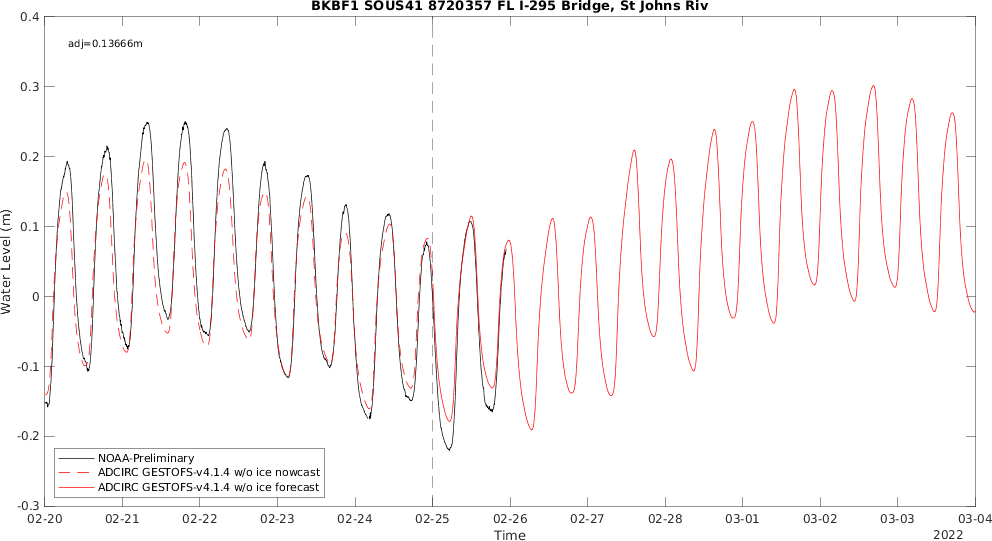 BKBF1 SOUS41 8720357 FL I-295 Bridge, St Johns Riv
adj=0.13666m
0.4
0.3
0.2
0.1
0
-0.1
-0.2
-0.3
Water Level (m)
NOAA-Preliminary
ADCIRC GESTOFS-v4.1.4 w/o ice nowcast
ADCIRC GESTOFS-v4.1.4 w/o ice forecast
02-20 02-21 02-22 02-23 02-24 02-25 02-26 02-27 02-28 03-01 03-02 03-03 03-04
Time
2022